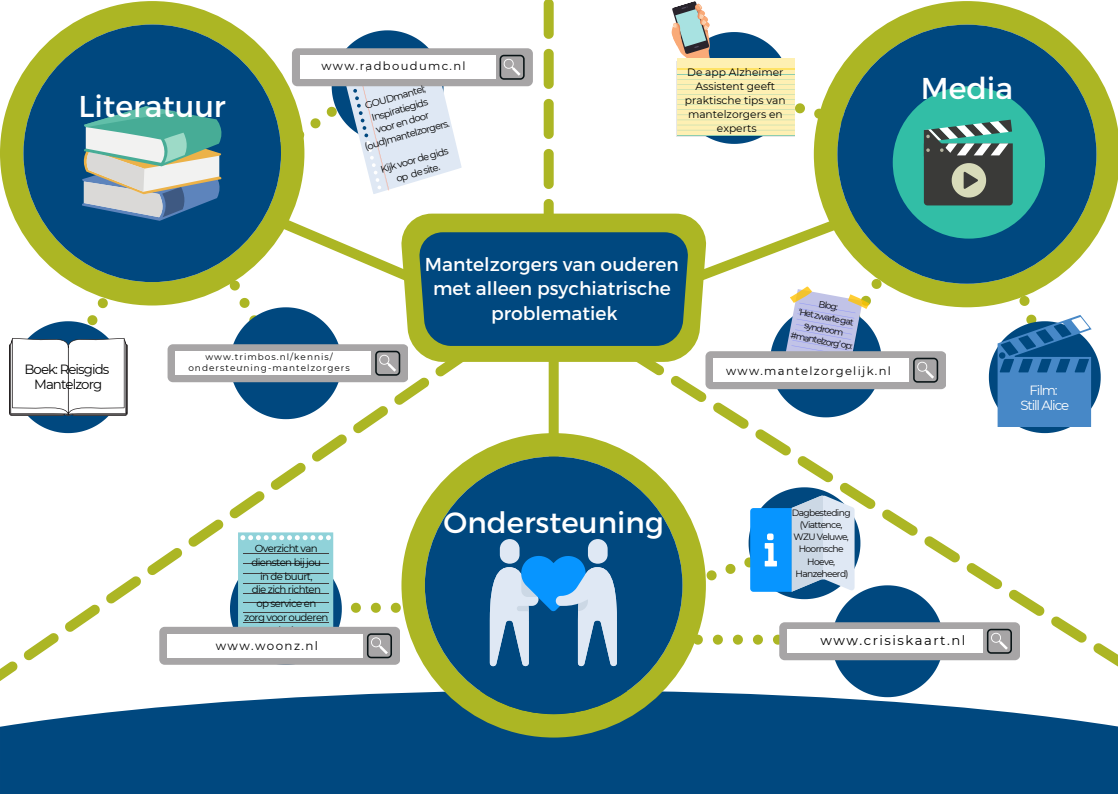 Literatuur
www.radboudumc.nl
GOUDmantel:
Inspiratiegids
voor en door
(oud)mantelzorgers.
Kijk voor de gids
op de site.
www.trimbos.nl/kennis/
ondersteuning-mantelzorgers
Boek: Reisgids
Mantelzorg
Mantelzorgers van ouderen
met alleen psychiatrische
problematiek
De app Alzheimer
Assistent geeft
praktische tips van
mantelzorgers en
experts
Media
Blog:
'Het zwarte gat
syndroom
#mantelzorg' op:
www.mantelzorgelijk.nl
Film:
Still Alice
Ondersteuning
Overzicht van
diensten bij jou
in de buurt,
die zich richten
op service en
zorg voor ouderen
www.woonz.nl
Dagbesteding
(Viattence,
WZU Veluwe,
Hoornsche
Hoeve,
Hanzeheerd)
www.crisiskaart.nl